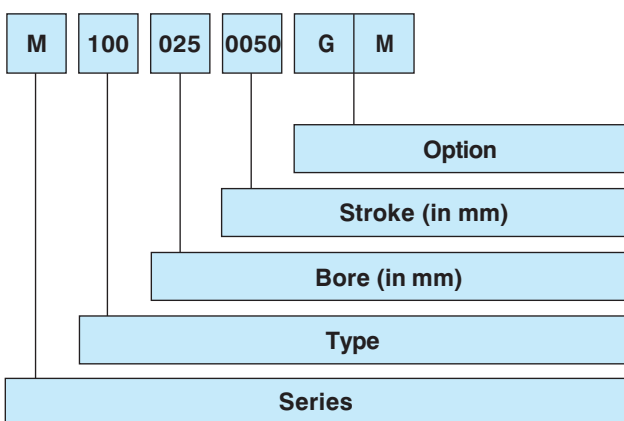 M 100 025 0050 G M
Option
Stroke (in mm)
Bore (in mm)
Type
Series